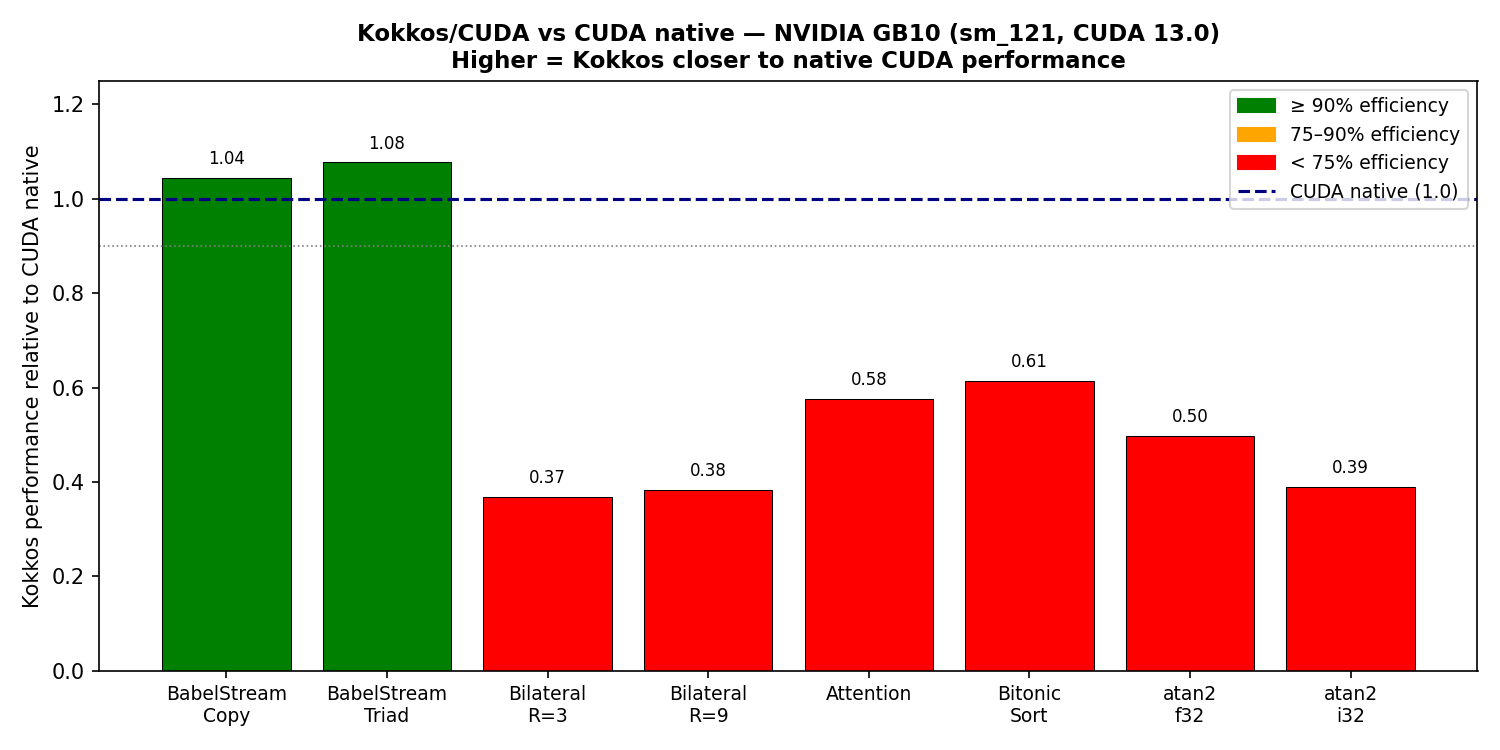 Kokkos/CUDA vs CUDA native — NVIDIA GB10 (sm_121, CUDA 13.0)
Higher = Kokkos closer to native CUDA performance
Kokkos performance relative to CUDA native
1.2
1.0
0.8
0.6
0.4
0.2
0.0
≥ 90% efficiency
75–90% efficiency
< 75% efficiency
CUDA native (1.0)
1.04
1.08
0.37
0.38
0.58
0.61
0.50
0.39
BabelStream
Copy
BabelStream
Triad
Bilateral
R=3
Bilateral
R=9
Attention
Bitonic
Sort
atan2
f32
atan2
i32